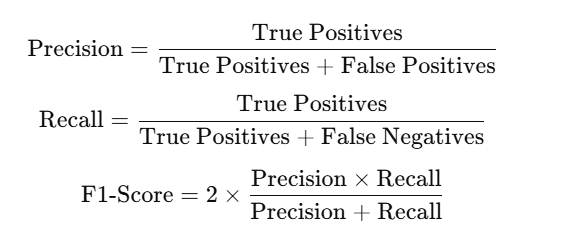 Precision = True Positives / True Positives + False Positives
Recall = True Positives / True Positives + False Negatives
F1-Score = 2 × Precision × Recall / Precision + Recall